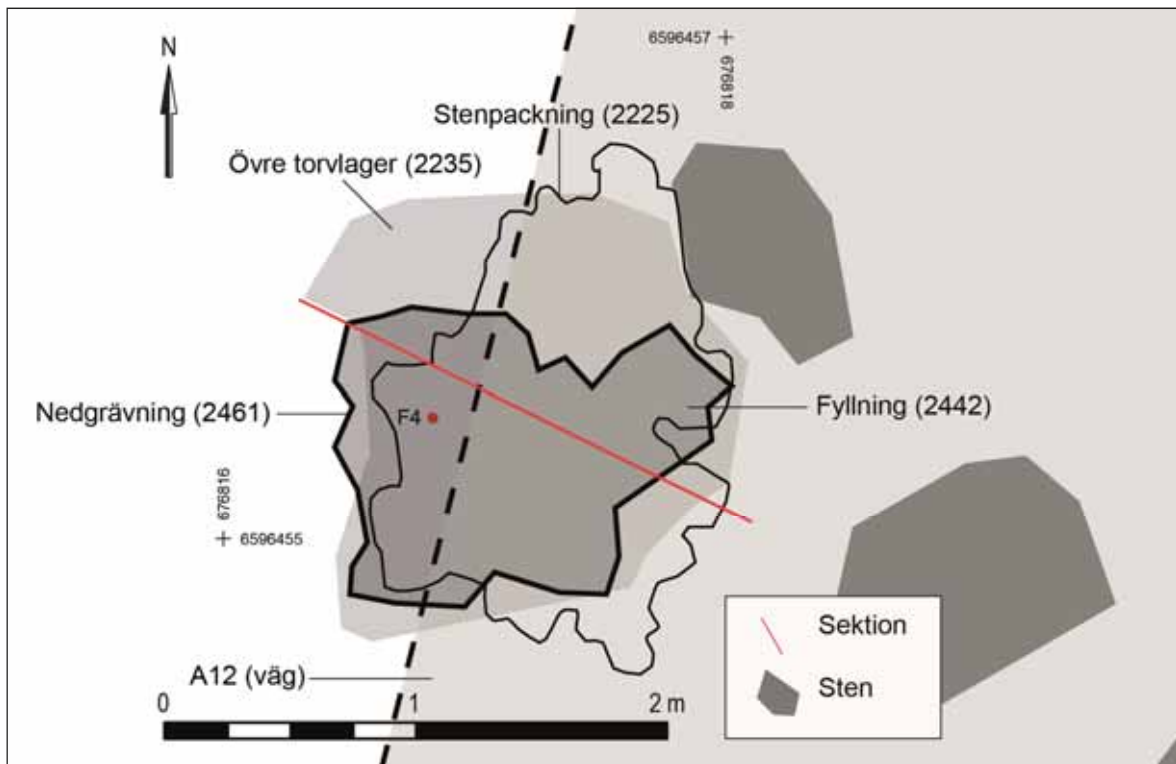 N
6596457
676818
Stenpackning (2225)
Övre torvlager (2235)
Nedgrävning (2461)
F4
Fyllning (2442)
676816
6596455
A12 (väg)
0
1
2 m
Sektion
Sten